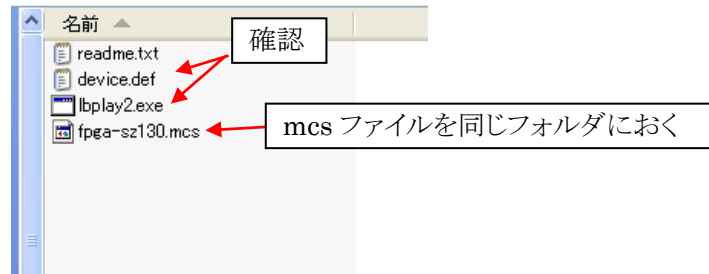 名前
確認
readme.txt
device.def
lbplay2.exe
fpga-sz130.mcs
mcs ファイルを同じフォルダにおく